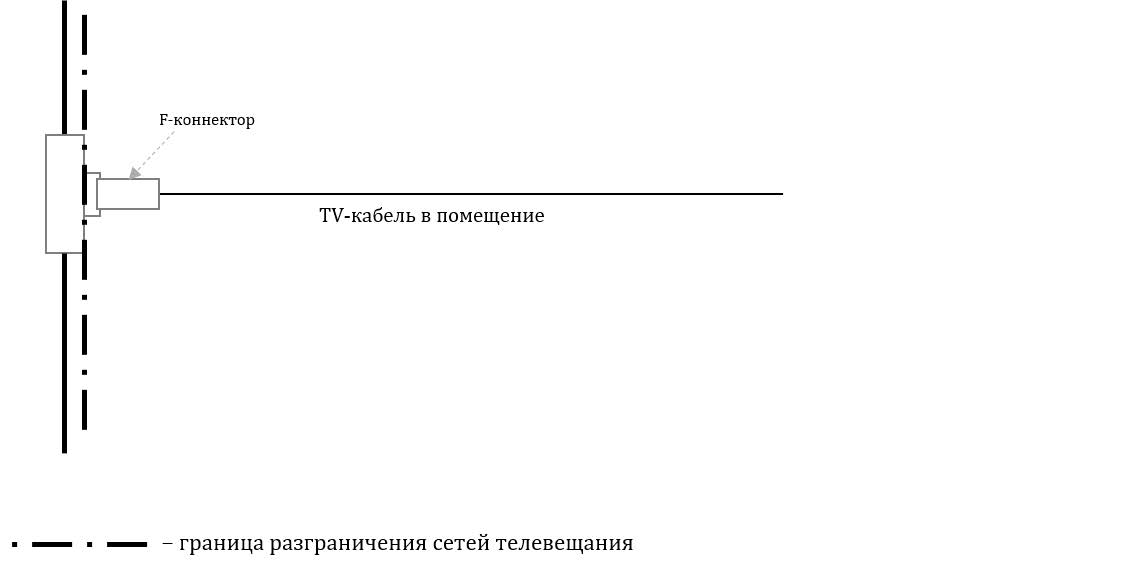 F-коннектор
TV-кабель в помещение
– граница разграничения сетей телевещания